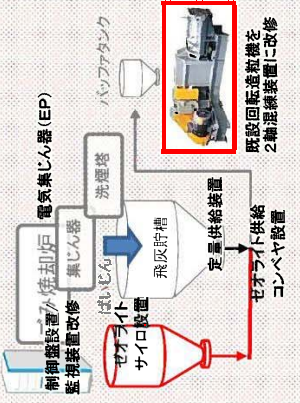 制御盤設置/
監視装置改修
ごみ焼却炉
電気集じん器(EP)
集じん器
洗煙塔
ばいじん
バッファタンク
ゼオライト
サイロ設置
飛灰貯槽
定量供給装置
ゼオライト供給
コンベヤ設置
既設回転造粒機を
2軸混練装置に改修